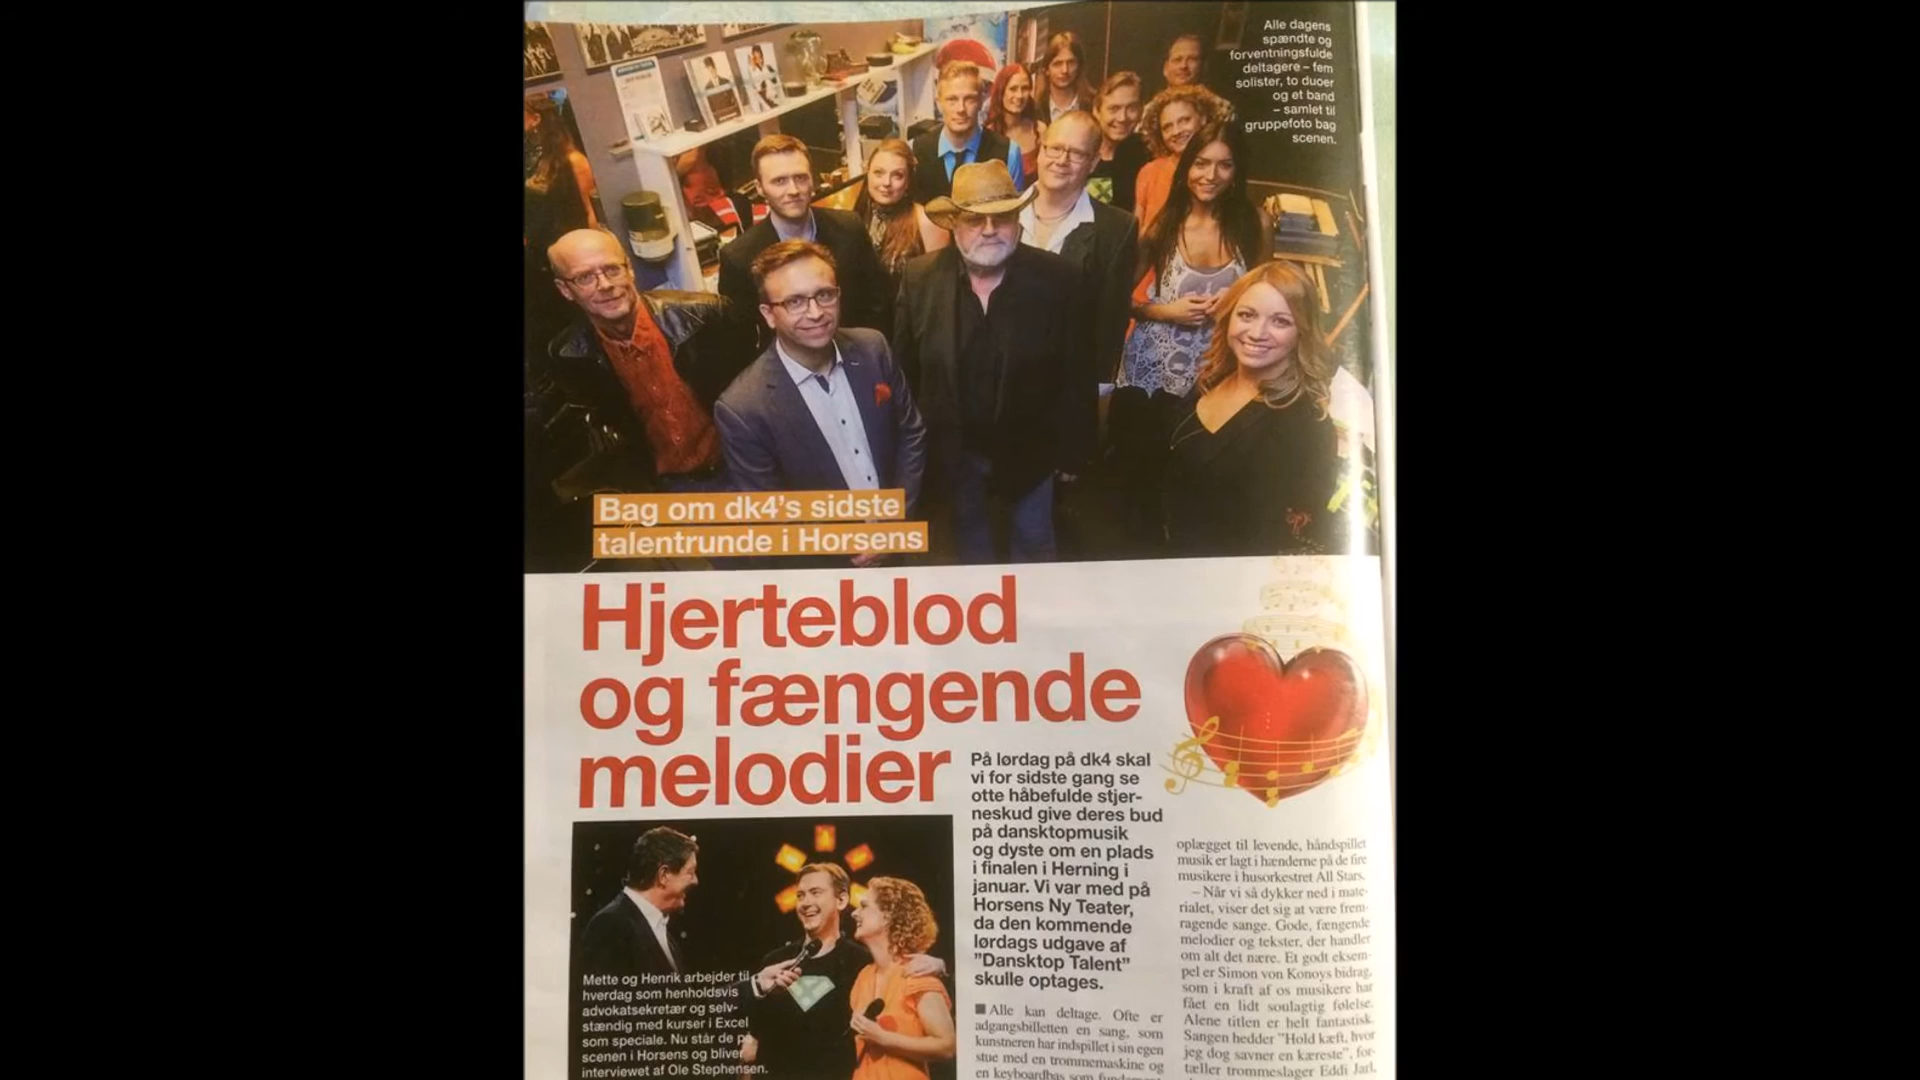 Alle dagens
spændte og
forventningsfulde
deltagere – fem
solister, to duoer
og et band
– samlet til
gruppefoto bag
scenen.
Bag om dk4's sidste
talentrunde i Horsens
Hjerteblod
og fængende
melodier
På lørdag på dk4 skal
vi for sidste gang se
otte håbefulde stjer-
neskud give deres bud
på dansktopmusik
og dyste om en plads
i finalen i Herning i
januar. Vi var med på
Horsens Ny Teater,
da den kommende
lørdags udgave af
"Dansktop Talent"
skulle optages.
Mette og Henrik arbejder til
hverdag som henholdsvis
advokatsekretær og selv-
stændig med kurser i Excel
som speciale. Nu står de på
scenen i Horsens og bliver
interviewet af Ole Stephensen.
■ Alle kan deltage. Ofte er
adgangsbilletten en sang, som
kunstneren har indspillet i sin egen
stue med en trommemaskine og
en keyboardbas som
oplægget til levende, håndspillet
musik er lagt i hænderne på de fire
musikere i husorkestret All Stars.
– Når vi så dykker ned i mate-
rialet, viser det sig at være frem-
ragende sange. Gode, fængende
melodier og tekster, der handler
om alt det nære. Et godt eksem-
pel er Simon von Konoys bidrag,
som i kraft af os musikere har
fået en lidt soulagtig følelse.
Alene titlen er helt fantastisk.
Sangen hedder "Hold kæft, hvor
jeg dog savner en kæreste", for-
tæller trommeslager Eddi Jarl,